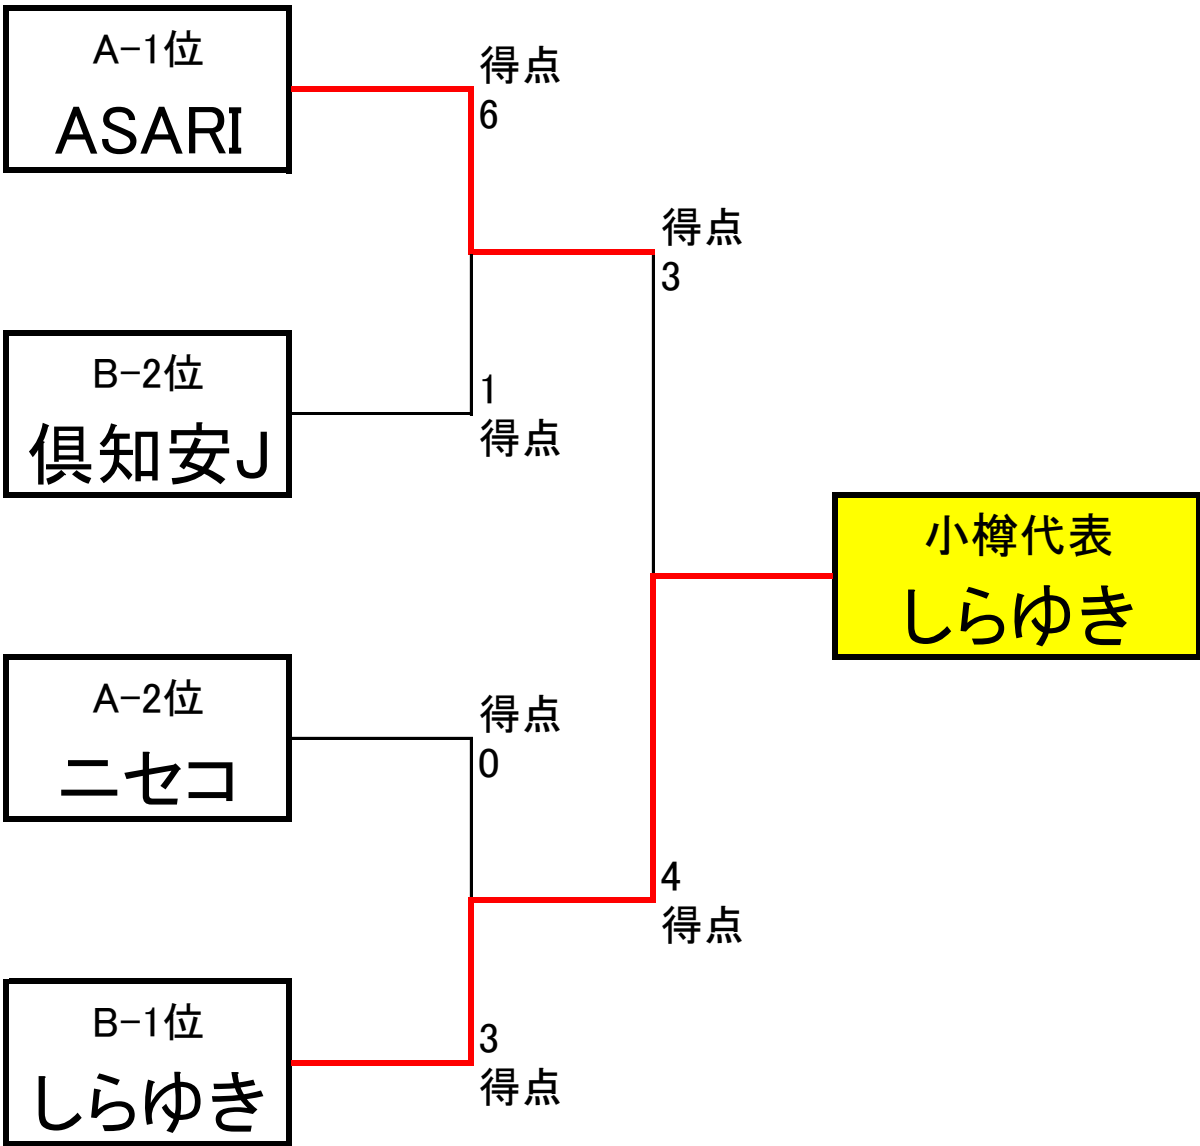 A-1位
ASARI
得点
6
得点
3
B-2位
倶知安J
1
得点
小樽代表
しらゆき
A-2位
ニセコ
得点
0
4
得点
B-1位
しらゆき
3
得点